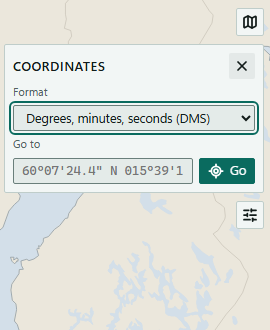 COORDINATES
Format
Degrees, minutes, seconds (DMS)
Go to
60°07'24.4" N 015°39'1
Go